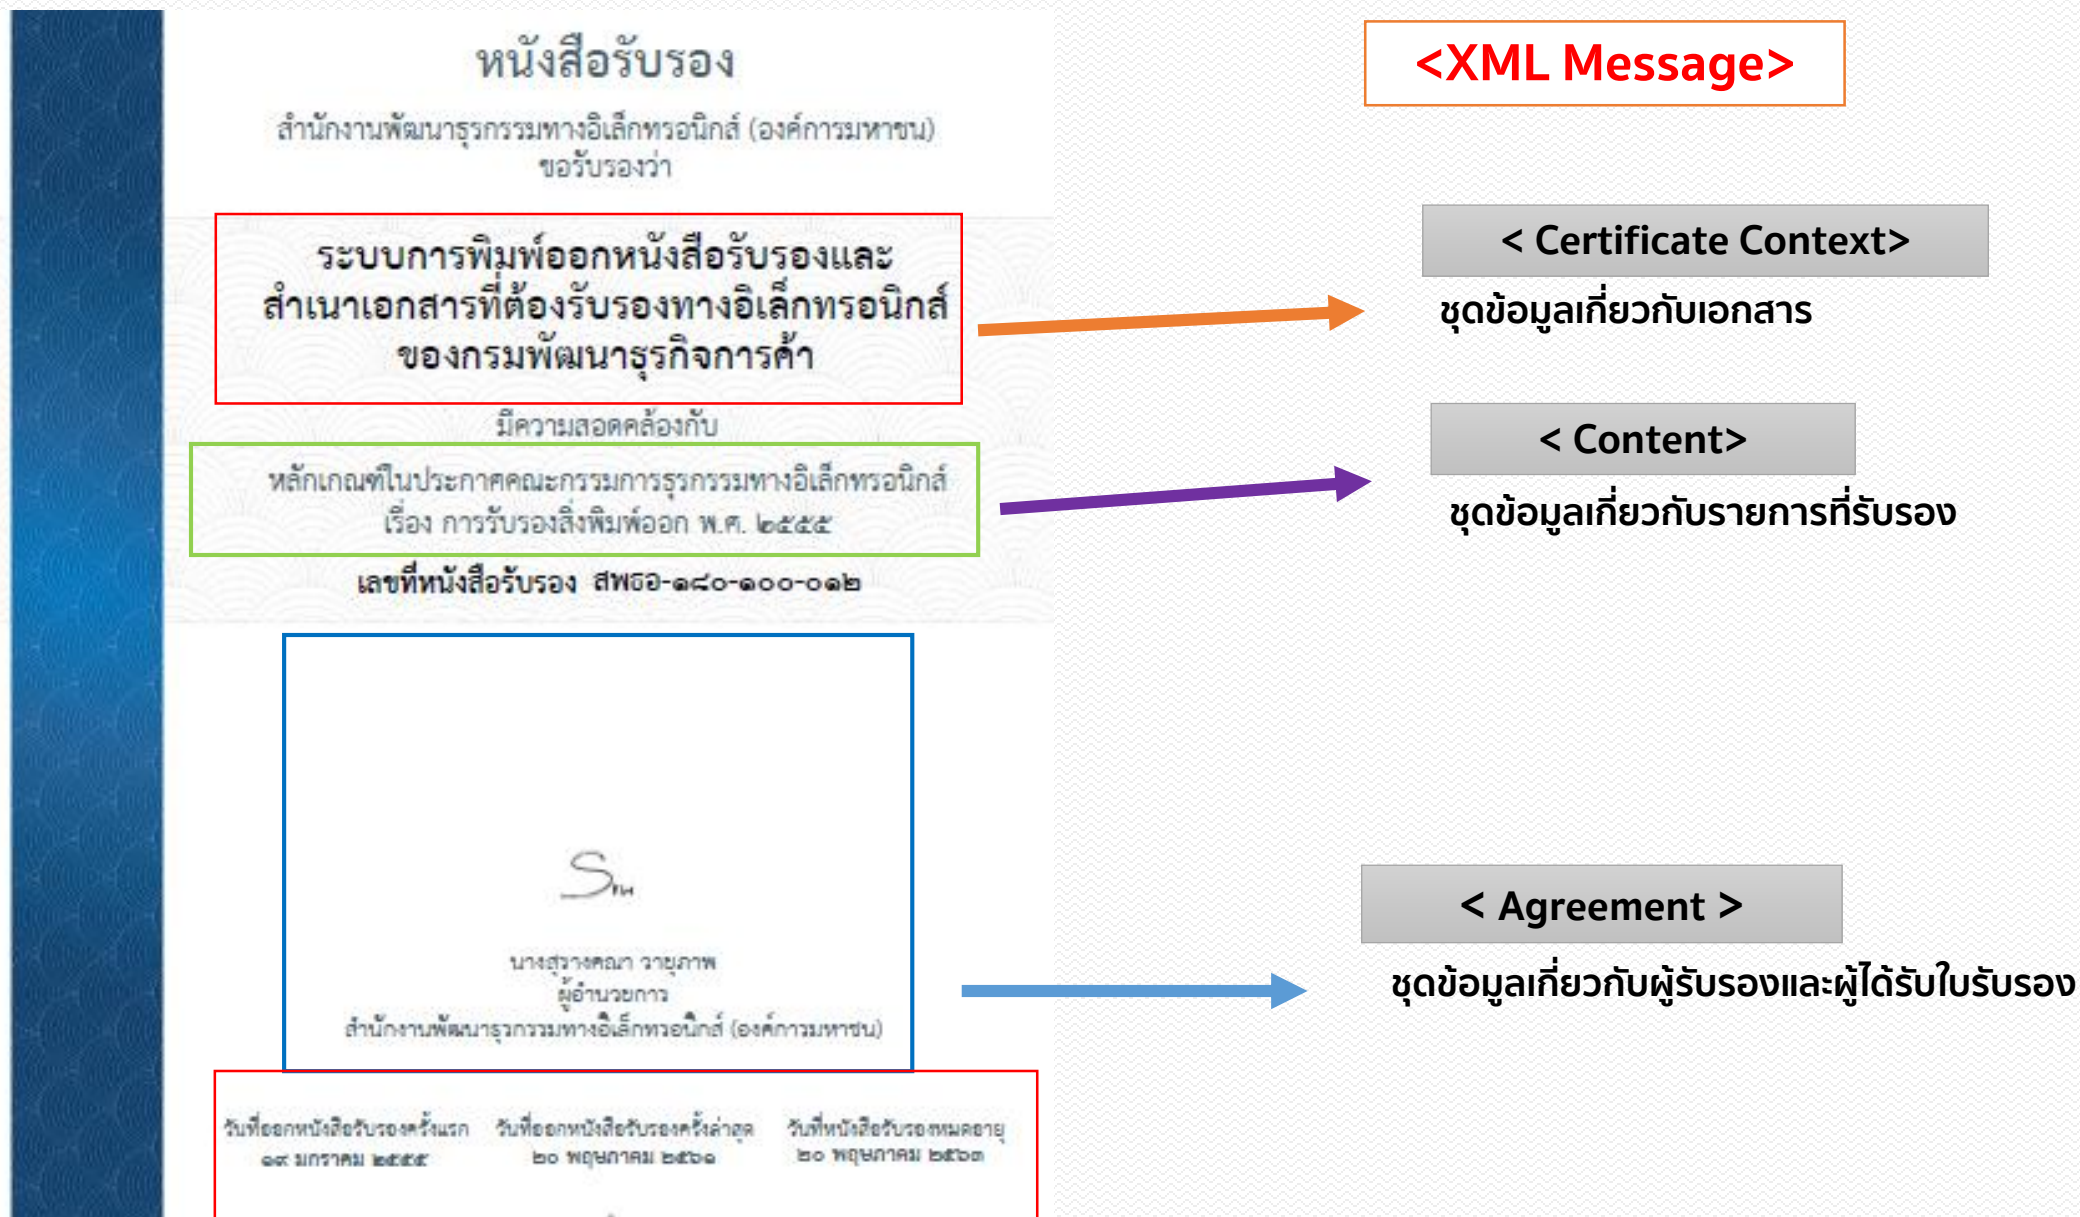 หนังสือรับรอง
สำนักงานพัฒนาธุรกรรมทางอิเล็กทรอนิกส์ (องค์การมหาชน)
ขอรับรองว่า
ระบบการพิมพ์ออกหนังสือรับรองและ
สำเนาเอกสารที่ต้องรับรองทางอิเล็กทรอนิกส์
ของกรมพัฒนาธุรกิจการค้า
มีความสอดคล้องกับ
หลักเกณฑ์ในประกาศคณะกรรมการธุรกรรมทางอิเล็กทรอนิกส์
เรื่อง การรับรองสิ่งพิมพ์ออก พ.ศ. ๒๕๕๕
เลขที่หนังสือรับรอง สพธอ-๑๘๐-๑๐๐-๐๑๒
นางสุรางคณา วายุภาพ
ผู้อำนวยการ
สำนักงานพัฒนาธุรกรรมทางอิเล็กทรอนิกส์ (องค์การมหาชน)
วันที่ออกหนังสือรับรองครั้งแรก วันที่ออกหนังสือรับรองครั้งล่าสุด วันที่หนังสือรับรองหมดอายุ
๑๙ มกราคม ๒๕๕๕ ๒๐ พฤษภาคม ๒๕๖๑ ๒๐ พฤษภาคม ๒๕๖๓
<XML Message>
< Certificate Context>
ชุดข้อมูลเกี่ยวกับเอกสาร
< Content>
ชุดข้อมูลเกี่ยวกับรายการที่รับรอง
< Agreement >
ชุดข้อมูลเกี่ยวกับผู้รับรองและผู้ได้รับใบรับรอง